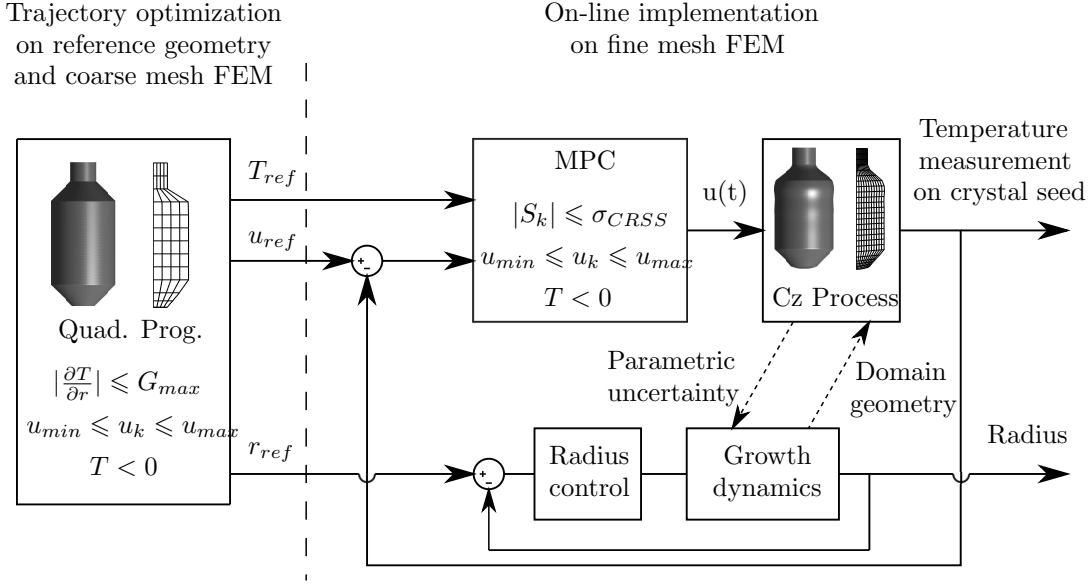 Trajectory optimization
on reference geometry
and coarse mesh FEM
On-line implementation
on fine mesh FEM
Quad. Prog.
|∂T/∂r| ⩽ G_max
u_min ⩽ u_k ⩽ u_max
T < 0
T_ref
u_ref
r_ref
+
−
MPC
|S_k| ⩽ σ_CRSS
u_min ⩽ u_k ⩽ u_max
T < 0
u(t)
Cz Process
Temperature
measurement
on crystal seed
Parametric
uncertainty
Domain
geometry
+
−
Radius
control
Growth
dynamics
Radius